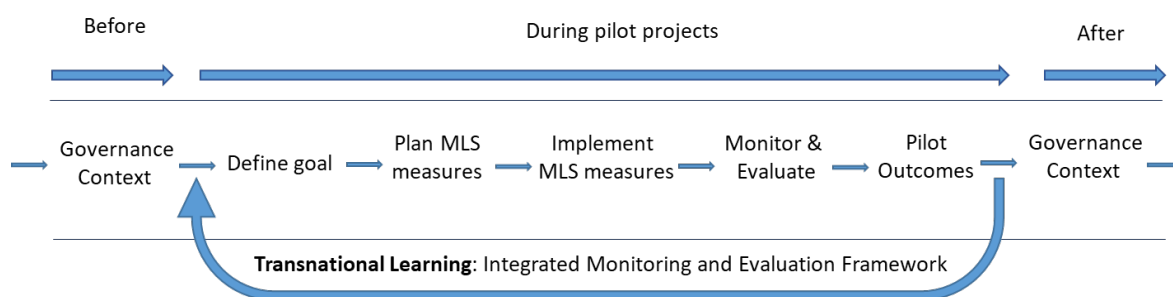 Before
During pilot projects
After
Governance
Context
Define goal
Plan MLS
measures
Implement
MLS measures
Monitor &
Evaluate
Pilot
Outcomes
Governance
Context
Transnational Learning: Integrated Monitoring and Evaluation Framework